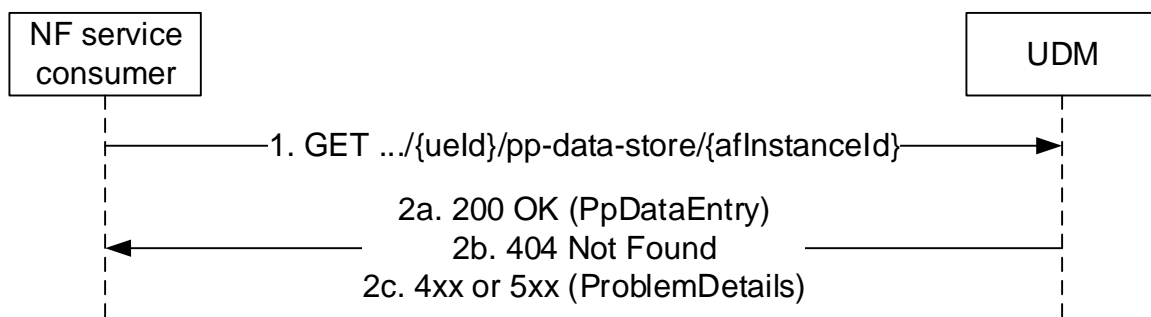 NF service
consumer
UDM
1. GET .../{ueId}/pp-data-store/{afInstanceId}
2a. 200 OK (PpDataEntry)
2b. 404 Not Found
2c. 4xx or 5xx (ProblemDetails)